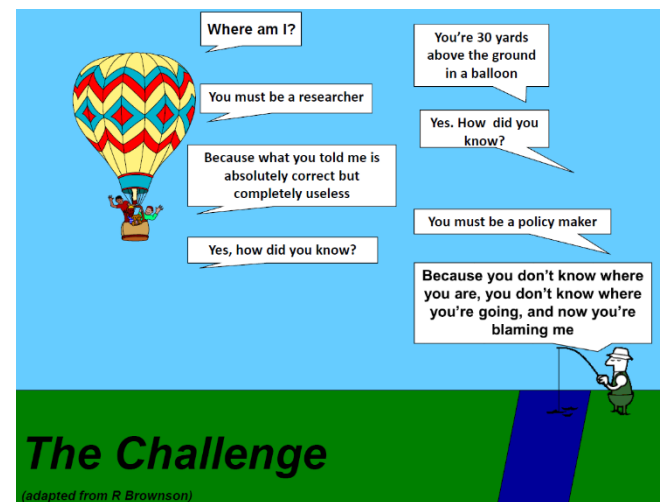 Where am I?
You're 30 yards
above the ground
in a balloon
You must be a researcher
Yes. How did you
know?
Because what you told me is
absolutely correct but
completely useless
You must be a policy maker
Yes, how did you know?
Because you don't know where
you are, you don't know where
you're going, and now you're
blaming me
The Challenge
(adapted from R Brownson)